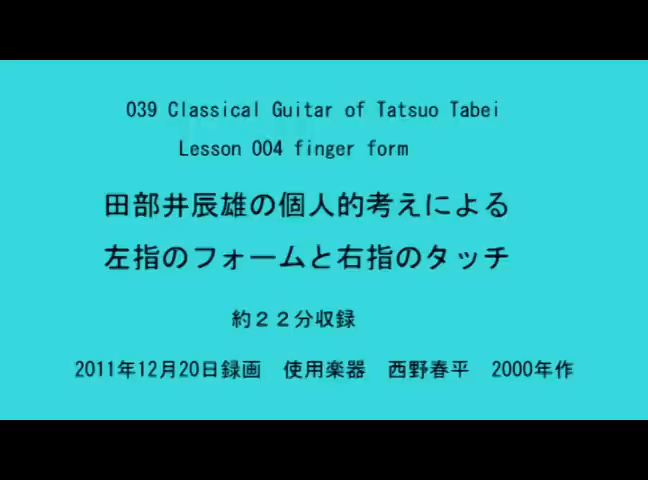 039 Classical Guitar of Tatsuo Tabei
Lesson 004 finger form
田部井辰雄の個人的考えによる
左指のフォームと右指のタッチ
約２２分収録
2011年12月20日録画　使用楽器　西野春平　2000年作